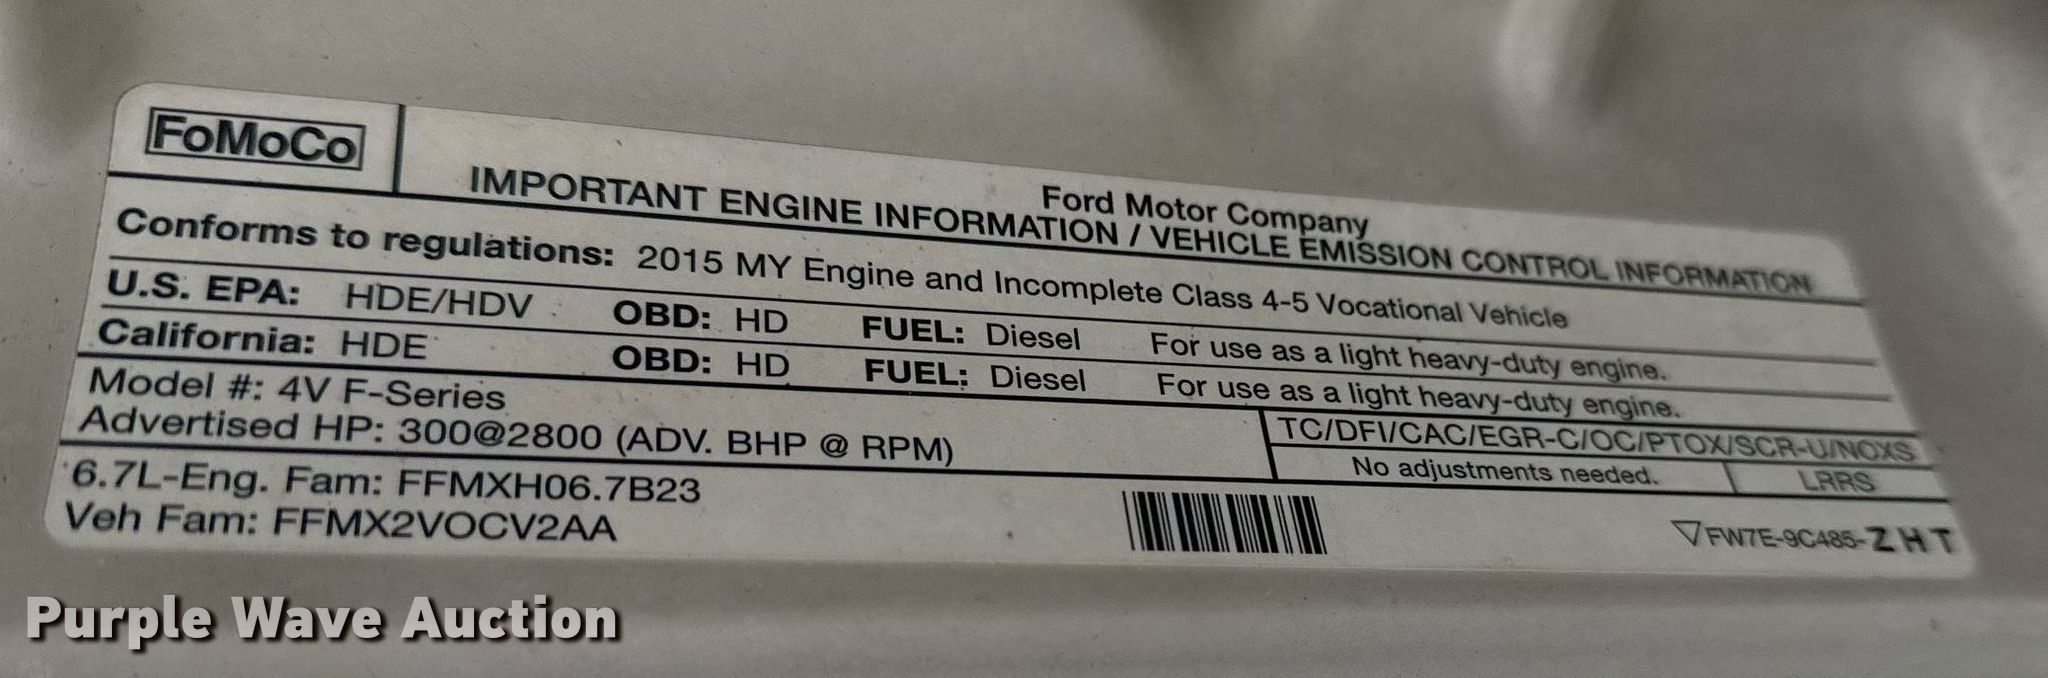 FoMoCo
Ford Motor Company
IMPORTANT ENGINE INFORMATION / VEHICLE EMISSION CONTROL INFORMATION
Conforms to regulations: 2015 MY Engine and Incomplete Class 4-5 Vocational Vehicle
U.S. EPA: HDE/HDV OBD: HD FUEL: Diesel For use as a light heavy-duty engine.
California: HDE OBD: HD FUEL: Diesel For use as a light heavy-duty engine.
Model #: 4V F-Series
Advertised HP: 300@2800 (ADV. BHP @ RPM)
TC/DFI/CAC/EGR-C/OC/PTOX/SCR-U/NOXS
No adjustments needed. LRRS
6.7L-Eng. Fam: FFMXH06.7B23
Veh Fam: FFMX2VOCV2AA
FW7E-9C485-ZHT
Purple Wave Auction